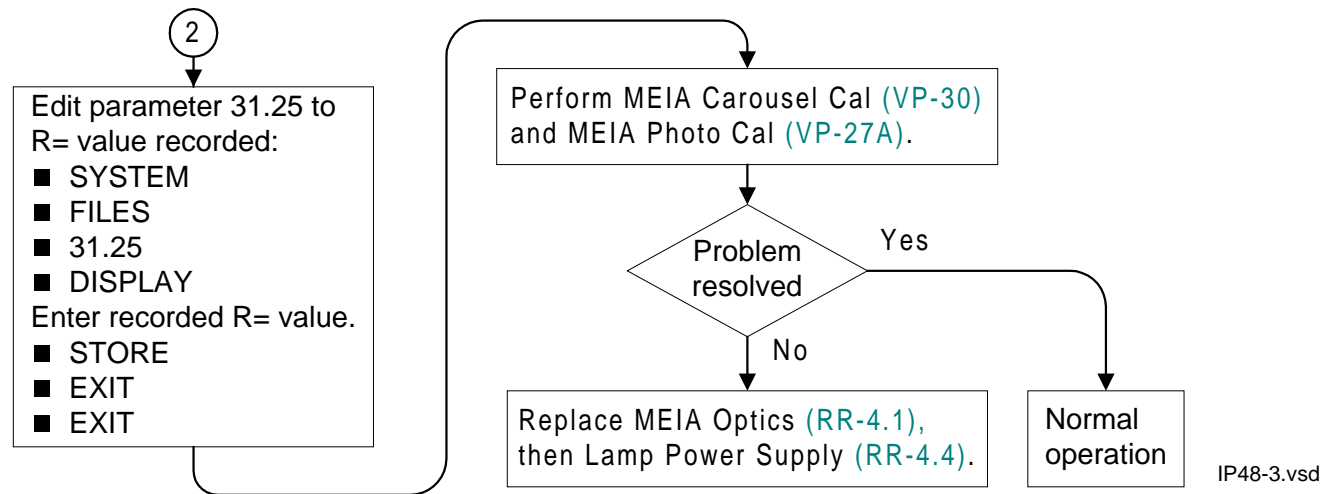 2
Edit parameter 31.25 to
R= value recorded:
■ SYSTEM
■ FILES
■ 31.25
■ DISPLAY
Enter recorded R= value.
■ STORE
■ EXIT
■ EXIT
Perform MEIA Carousel Cal (VP-30)
and MEIA Photo Cal (VP-27A).
Problem
resolved
Yes
No
Replace MEIA Optics (RR-4.1),
then Lamp Power Supply (RR-4.4).
Normal
operation
IP48-3.vsd